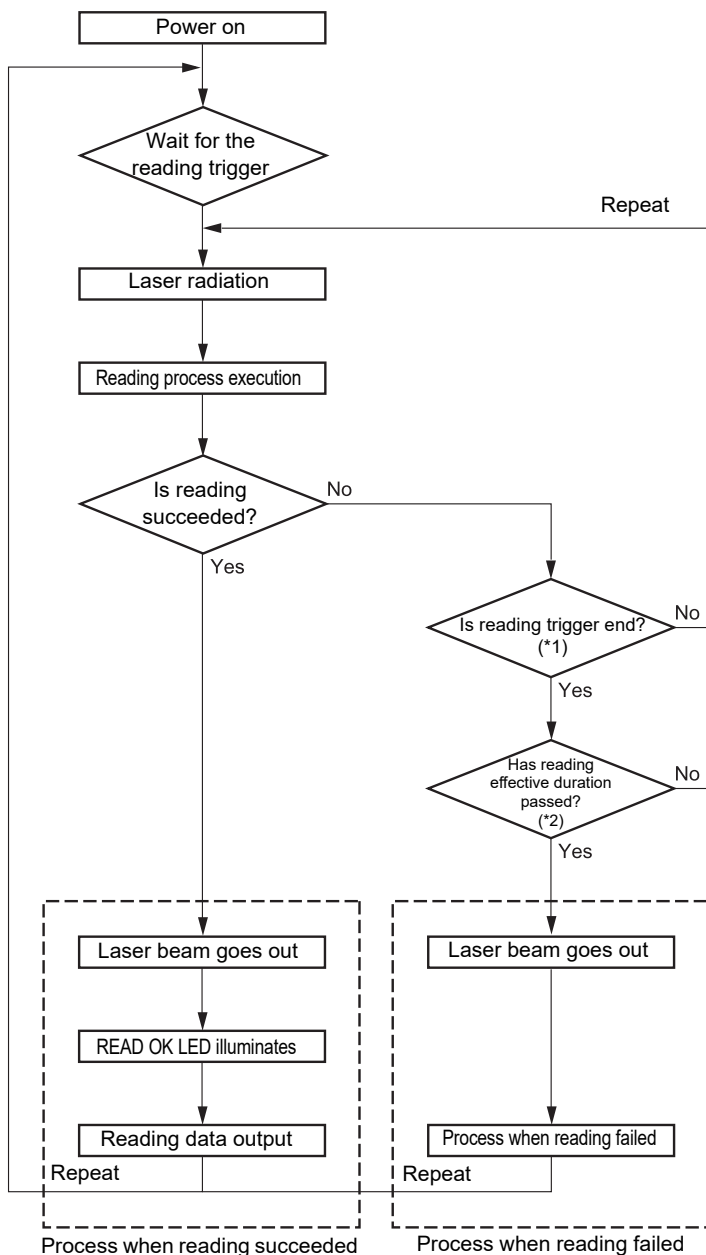 Power on
Wait for the
reading trigger
Repeat
Laser radiation
Reading process execution
Is reading
succeeded?
No
Yes
Is reading trigger end?
(*1)
No
Yes
Has reading
effective duration
passed?
(*2)
No
Yes
Laser beam goes out
READ OK LED illuminates
Reading data output
Repeat
Process when reading succeeded
Laser beam goes out
Process when reading failed
Repeat
Process when reading failed